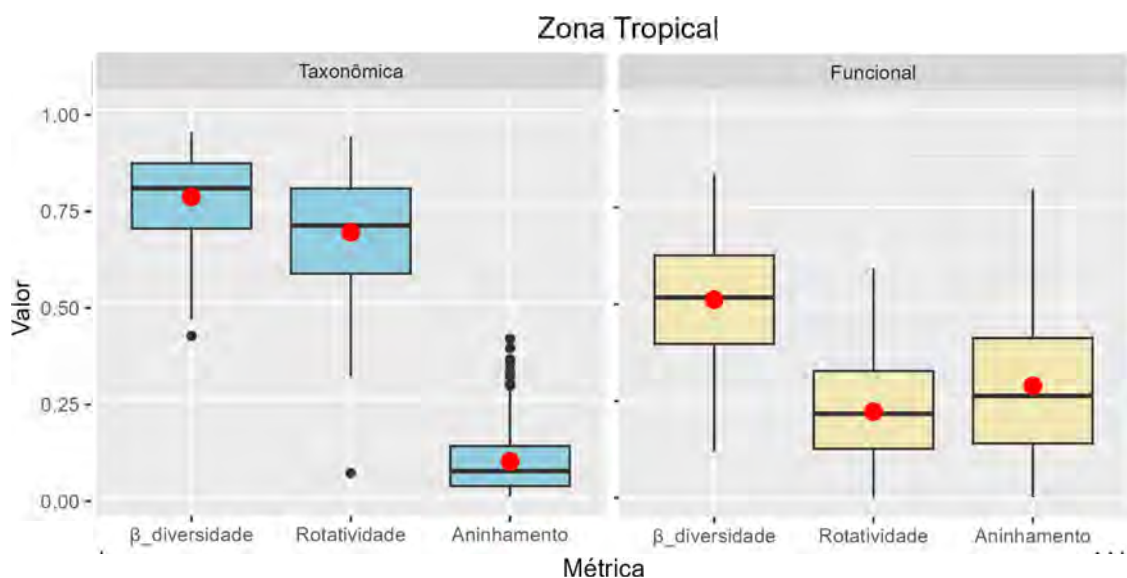 Zona Tropical
Taxonômica
Funcional
Valor
1.00
0.75
0.50
0.25
0.00
β_diversidade
Rotatividade
Aninhamento
β_diversidade
Rotatividade
Aninhamento
Métrica